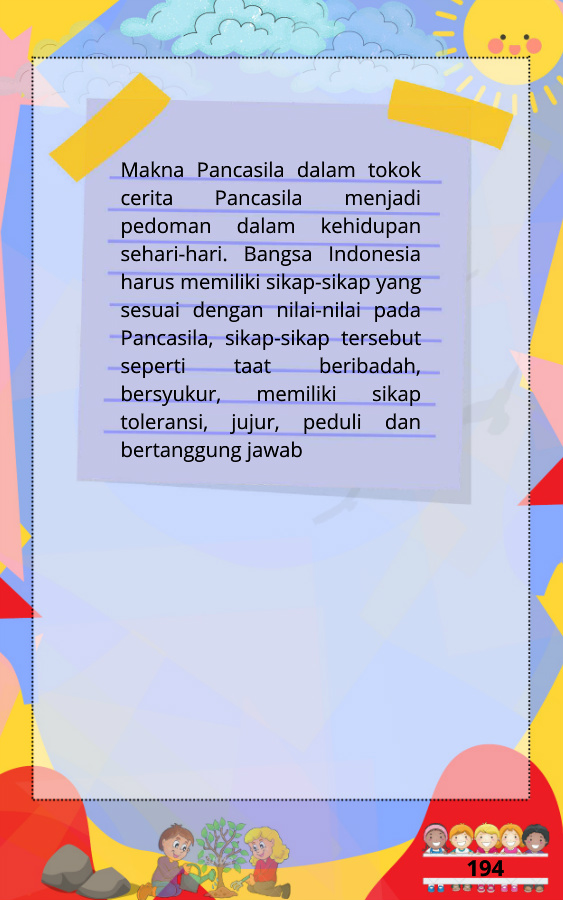 Makna Pancasila dalam tokok
cerita Pancasila menjadi
pedoman dalam kehidupan
sehari-hari. Bangsa Indonesia
harus memiliki sikap-sikap yang
sesuai dengan nilai-nilai pada
Pancasila, sikap-sikap tersebut
seperti taat beribadah,
bersyukur, memiliki sikap
toleransi, jujur, peduli dan
bertanggung jawab
194